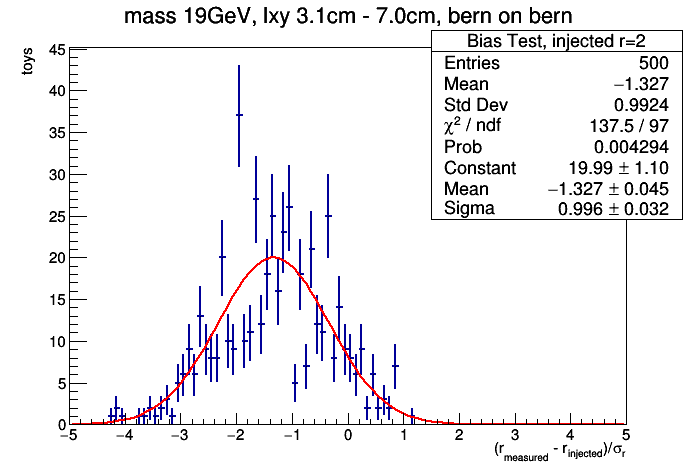 mass 19GeV, lxy 3.1cm - 7.0cm, bern on bern
Bias Test, injected r=2
Entries 500
Mean −1.327
Std Dev 0.9924
χ² / ndf 137.5 / 97
Prob 0.004294
Constant 19.99 ± 1.10
Mean −1.327 ± 0.045
Sigma 0.996 ± 0.032
toys
45
40
35
30
25
20
15
10
5
0
−5 −4 −3 −2 −1 0 1 2 3 4 5
(r_measured - r_injected)/σ_r